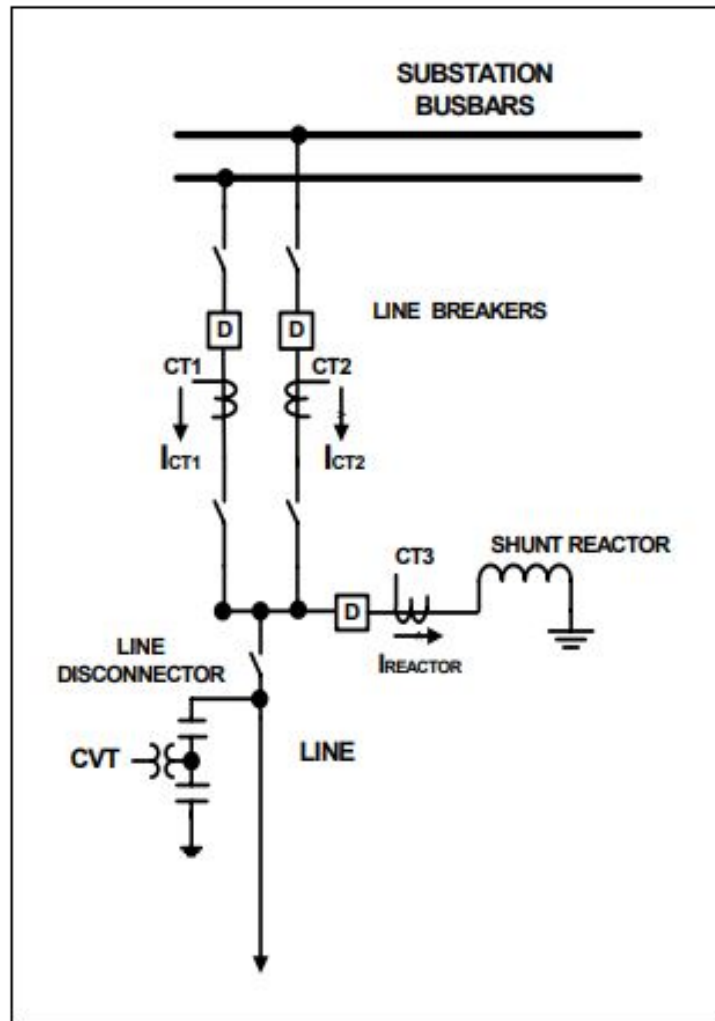 SUBSTATION
BUSBARS
LINE BREAKERS
D
D
CT1
CT2
ICT1
ICT2
CT3
SHUNT REACTOR
D
IREACTOR
LINE
DISCONNECTOR
CVT
LINE